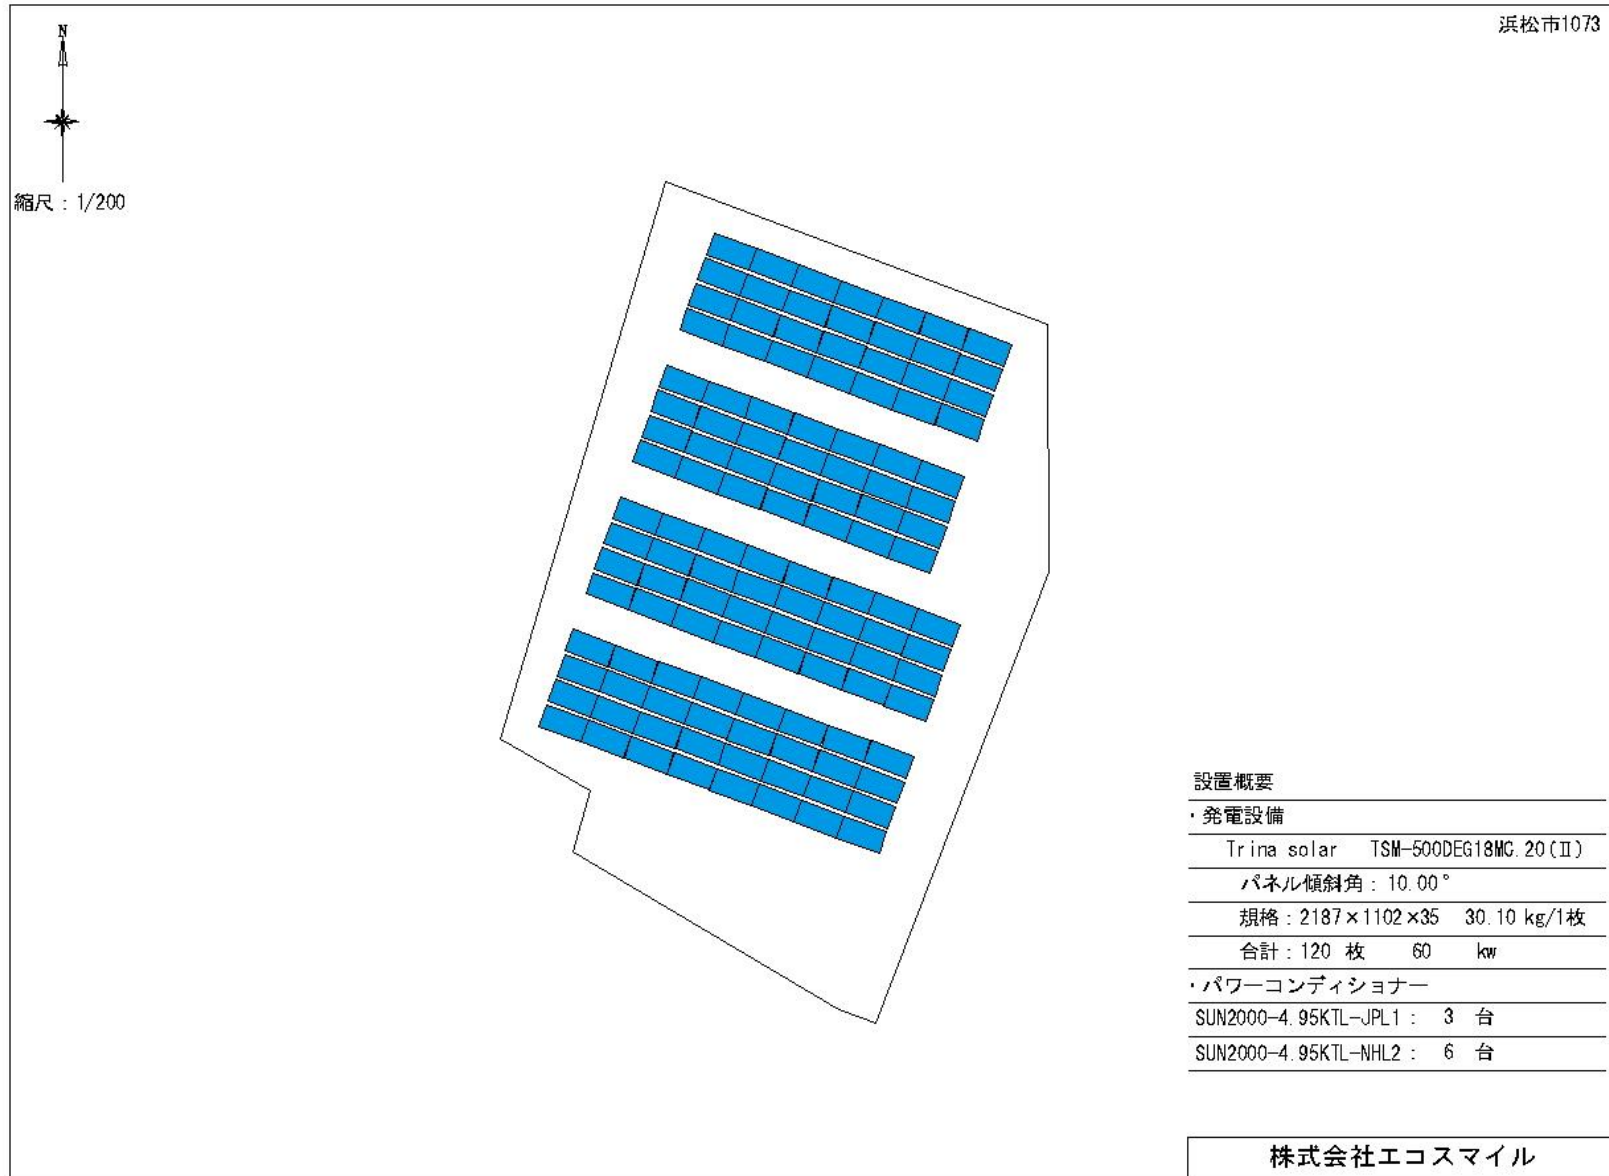 浜松市1073
N
縮尺：1/200
設置概要
・発電設備
Trina solar TSM-500DEG18MC.20(Ⅱ)
パネル傾斜角：10.00°
規格：2187×1102×35 30.10 kg/1枚
合計：120 枚 60 kw
・パワーコンディショナー
SUN2000-4.95KTL-JPL1： 3 台
SUN2000-4.95KTL-NHL2： 6 台
株式会社エコスマイル